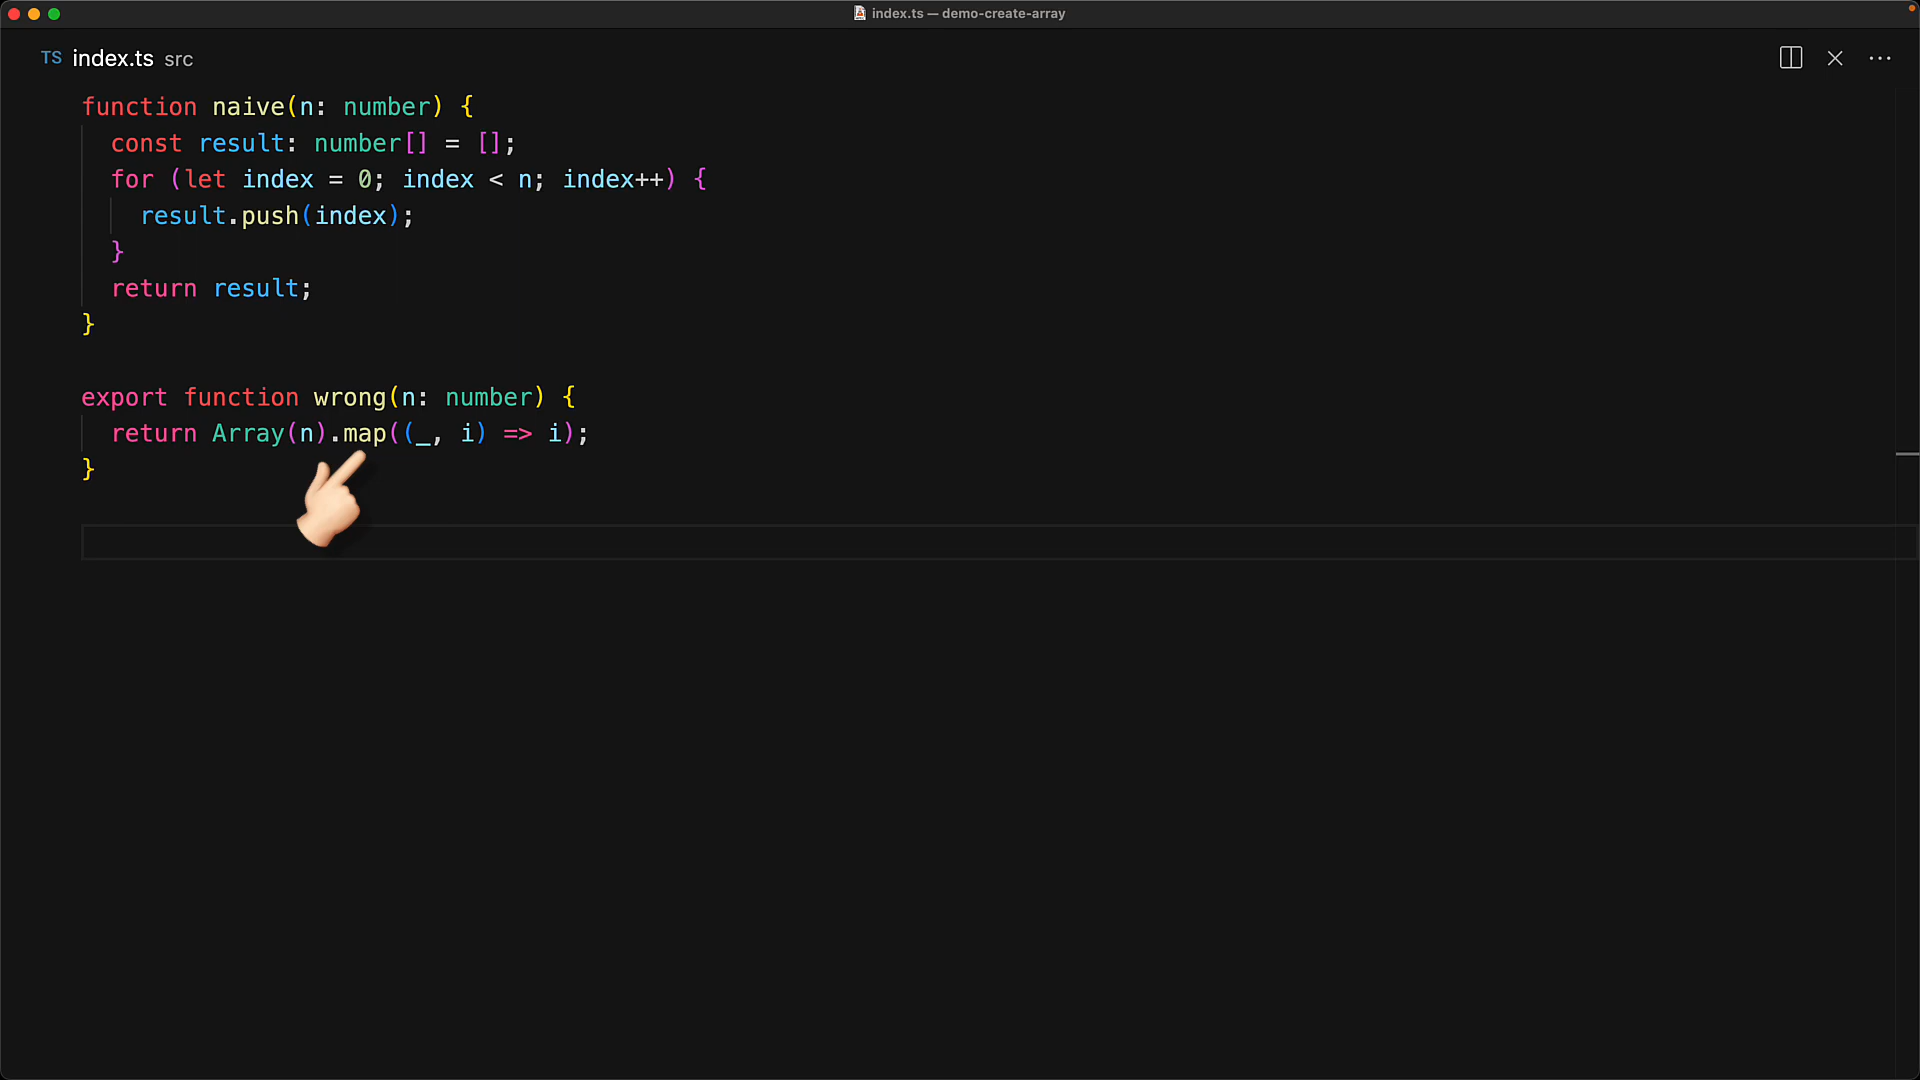 index.ts — demo-create-array
TS index.ts src
function naive(n: number) {
  const result: number[] = [];
  for (let index = 0; index < n; index++) {
    result.push(index);
  }
  return result;
}
export function wrong(n: number) {
  return Array(n).map((_, i) => i);
}